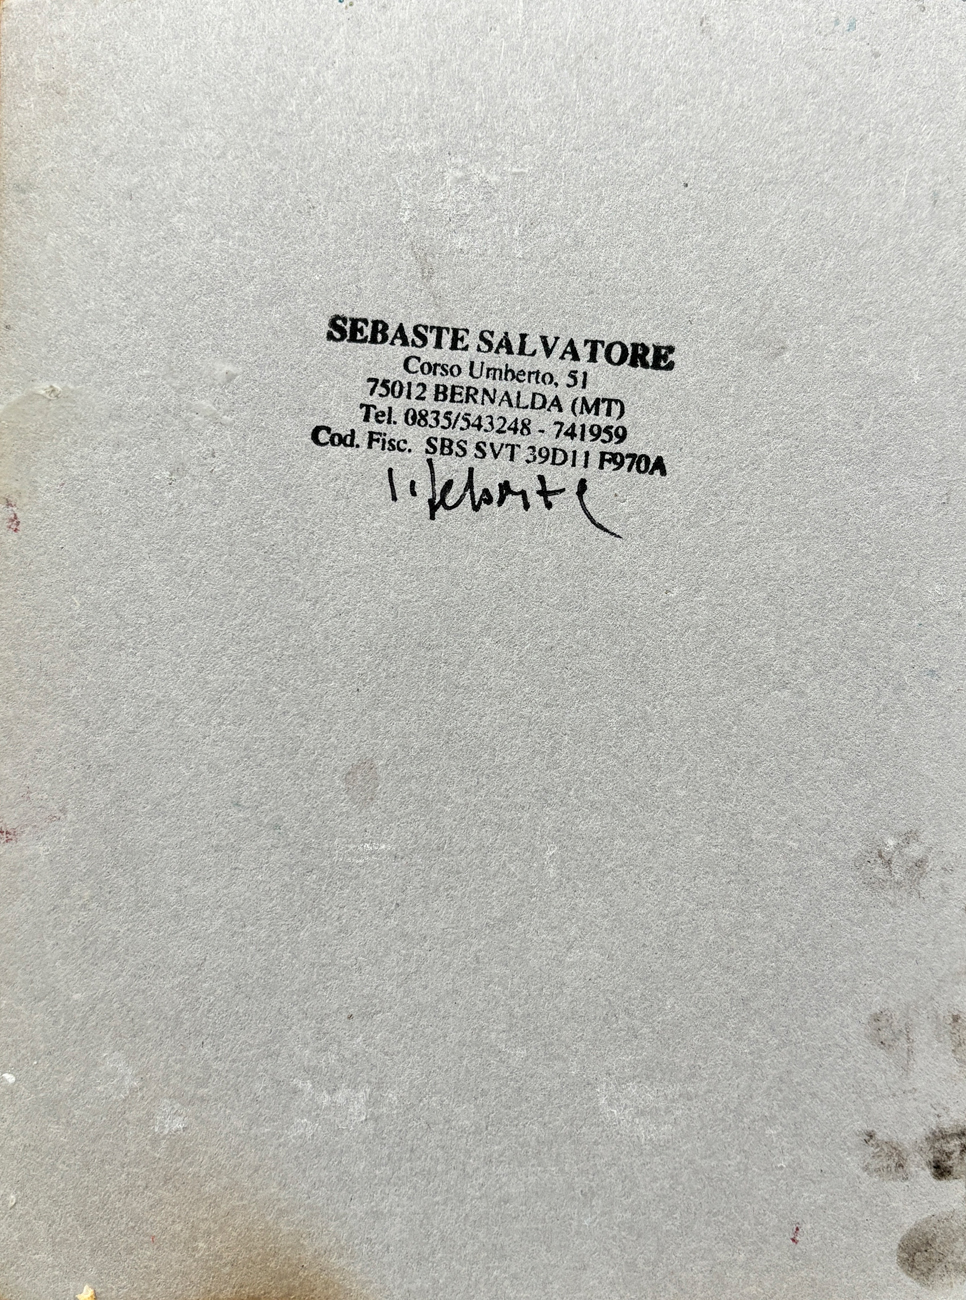 SEBASTE SALVATORE
Corso Umberto, 51
75012 BERNALDA (MT)
Tel. 0835/543248 - 741959
Cod. Fisc. SBS SVT 39D11 F970A